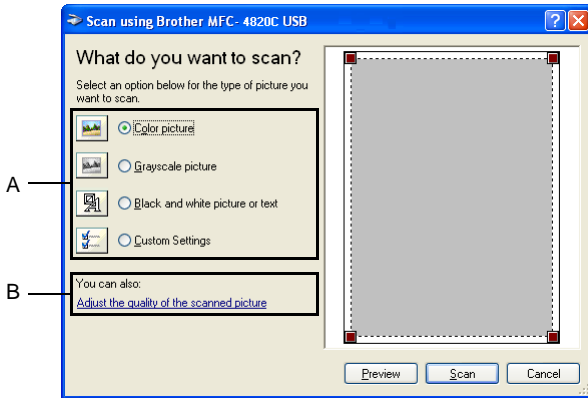 Scan using Brother MFC- 4820C USB
What do you want to scan?
Select an option below for the type of picture you
want to scan.
A
Color picture
Grayscale picture
Black and white picture or text
Custom Settings
B
You can also:
Adjust the quality of the scanned picture
Preview
Scan
Cancel